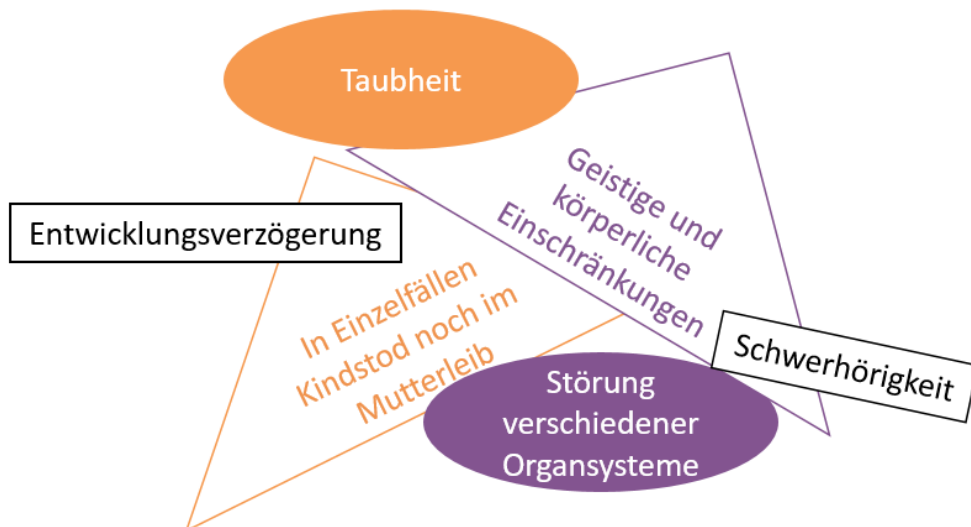 Taubheit
Geistige und
körperliche
Einschränkungen
Entwicklungsverzögerung
In Einzelfällen
Kindstod noch im
Mutterleib
Schwerhörigkeit
Störung
verschiedener
Organsysteme